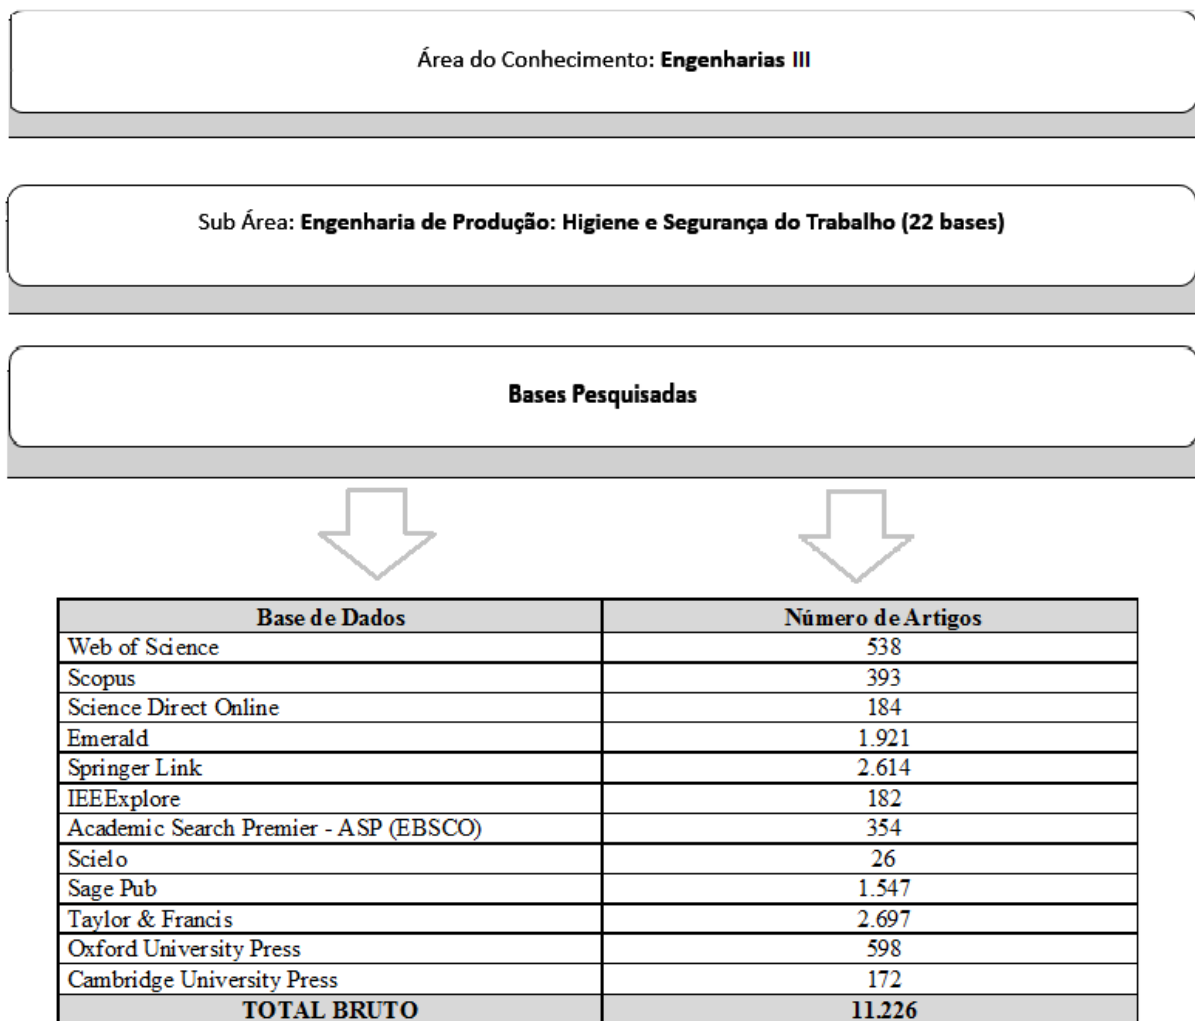 Área do Conhecimento: Engenharias III
Sub Área: Engenharia de Produção: Higiene e Segurança do Trabalho (22 bases)
Bases Pesquisadas
Base de Dados Número de Artigos
Web of Science 538
Scopus 393
Science Direct Online 184
Emerald 1.921
Springer Link 2.614
IEEExplore 182
Academic Search Premier - ASP (EBSCO) 354
Scielo 26
Sage Pub 1.547
Taylor & Francis 2.697
Oxford University Press 598
Cambridge University Press 172
TOTAL BRUTO 11.226